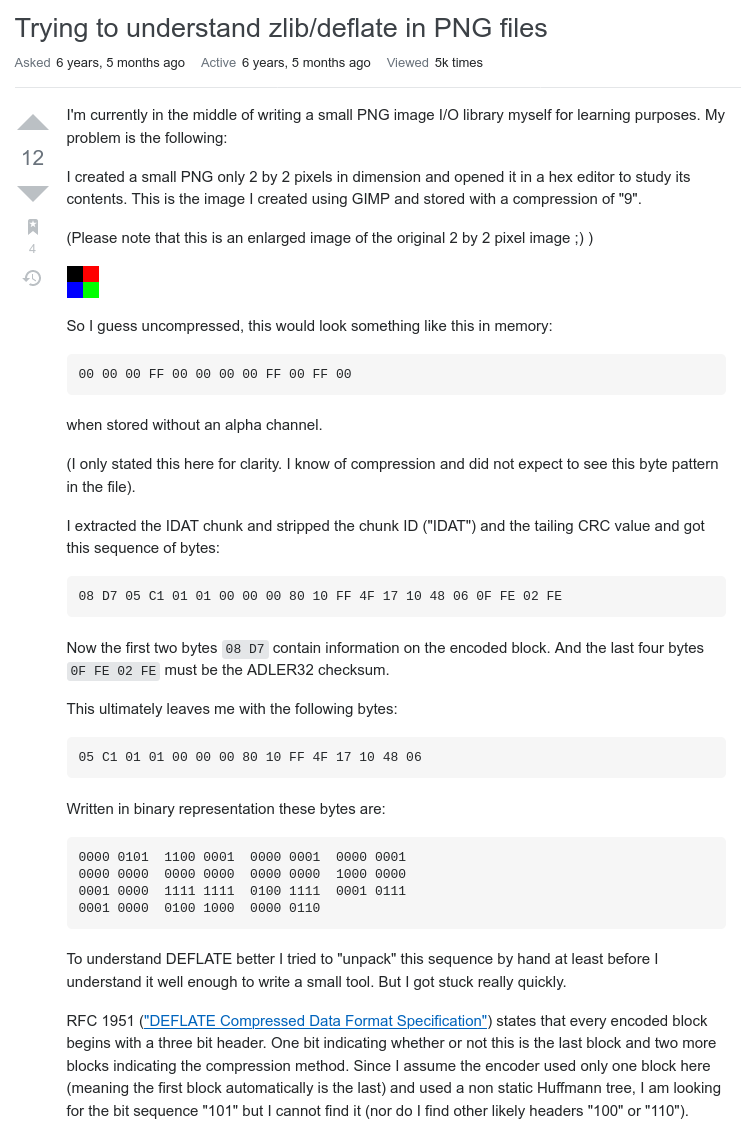 Trying to understand zlib/deflate in PNG files
Asked 6 years, 5 months ago Active 6 years, 5 months ago Viewed 5k times
I'm currently in the middle of writing a small PNG image I/O library myself for learning purposes. My
problem is the following:
12
I created a small PNG only 2 by 2 pixels in dimension and opened it in a hex editor to study its
contents. This is the image I created using GIMP and stored with a compression of "9".
4
(Please note that this is an enlarged image of the original 2 by 2 pixel image ;) )
So I guess uncompressed, this would look something like this in memory:
00 00 00 FF 00 00 00 00 FF 00 FF 00
when stored without an alpha channel.
(I only stated this here for clarity. I know of compression and did not expect to see this byte pattern
in the file).
I extracted the IDAT chunk and stripped the chunk ID ("IDAT") and the tailing CRC value and got
this sequence of bytes:
08 D7 05 C1 01 01 00 00 00 80 10 FF 4F 17 10 48 06 0F FE 02 FE
Now the first two bytes 08 D7 contain information on the encoded block. And the last four bytes
0F FE 02 FE must be the ADLER32 checksum.
This ultimately leaves me with the following bytes:
05 C1 01 01 00 00 00 80 10 FF 4F 17 10 48 06
Written in binary representation these bytes are:
0000 0101  1100 0001  0000 0001  0000 0001
0000 0000  0000 0000  0000 0000  1000 0000
0001 0000  1111 1111  0100 1111  0001 0111
0001 0000  0100 1000  0000 0110
To understand DEFLATE better I tried to "unpack" this sequence by hand at least before I
understand it well enough to write a small tool. But I got stuck really quickly.
RFC 1951 ("DEFLATE Compressed Data Format Specification") states that every encoded block
begins with a three bit header. One bit indicating whether or not this is the last block and two more
blocks indicating the compression method. Since I assume the encoder used only one block here
(meaning the first block automatically is the last) and used a non static Huffmann tree, I am looking
for the bit sequence "101" but I cannot find it (nor do I find other likely headers "100" or "110").